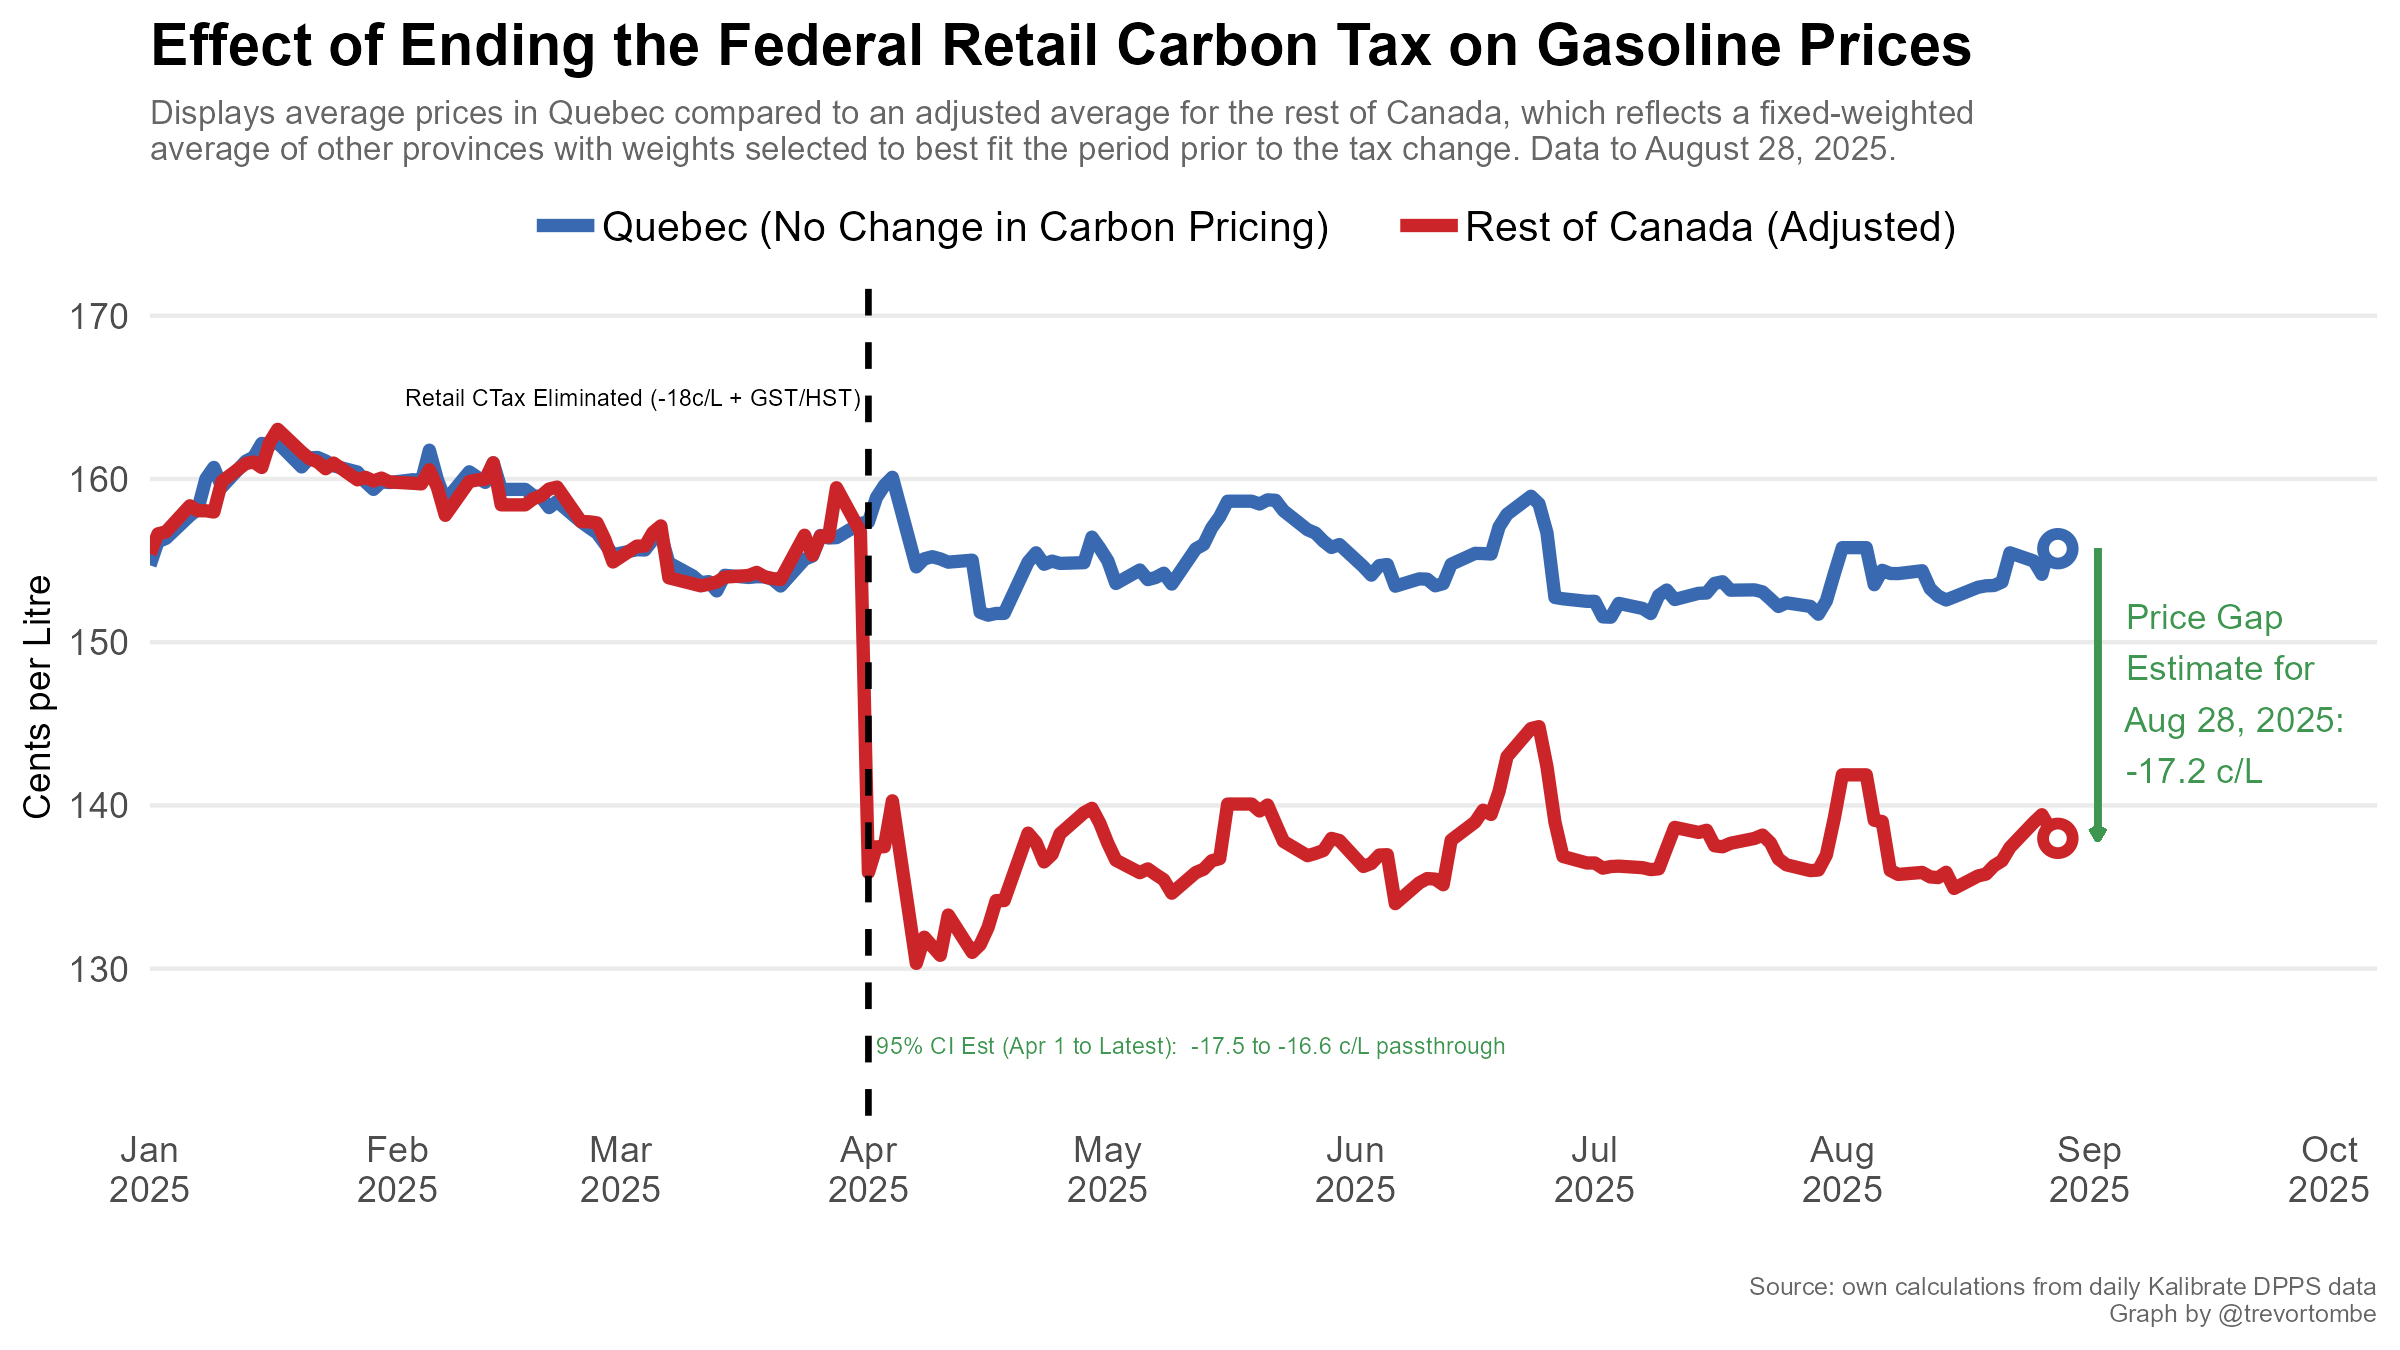 Effect of Ending the Federal Retail Carbon Tax on Gasoline Prices
Displays average prices in Quebec compared to an adjusted average for the rest of Canada, which reflects a fixed-weighted
average of other provinces with weights selected to best fit the period prior to the tax change. Data to August 28, 2025.
Quebec (No Change in Carbon Pricing)
Rest of Canada (Adjusted)
Cents per Litre
170
160
150
140
130
Retail CTax Eliminated (-18c/L + GST/HST)
Price Gap
Estimate for
Aug 28, 2025:
-17.2 c/L
95% CI Est (Apr 1 to Latest):  -17.5 to -16.6 c/L passthrough
Jan
2025
Feb
2025
Mar
2025
Apr
2025
May
2025
Jun
2025
Jul
2025
Aug
2025
Sep
2025
Oct
2025
Source: own calculations from daily Kalibrate DPPS data
Graph by @trevortombe